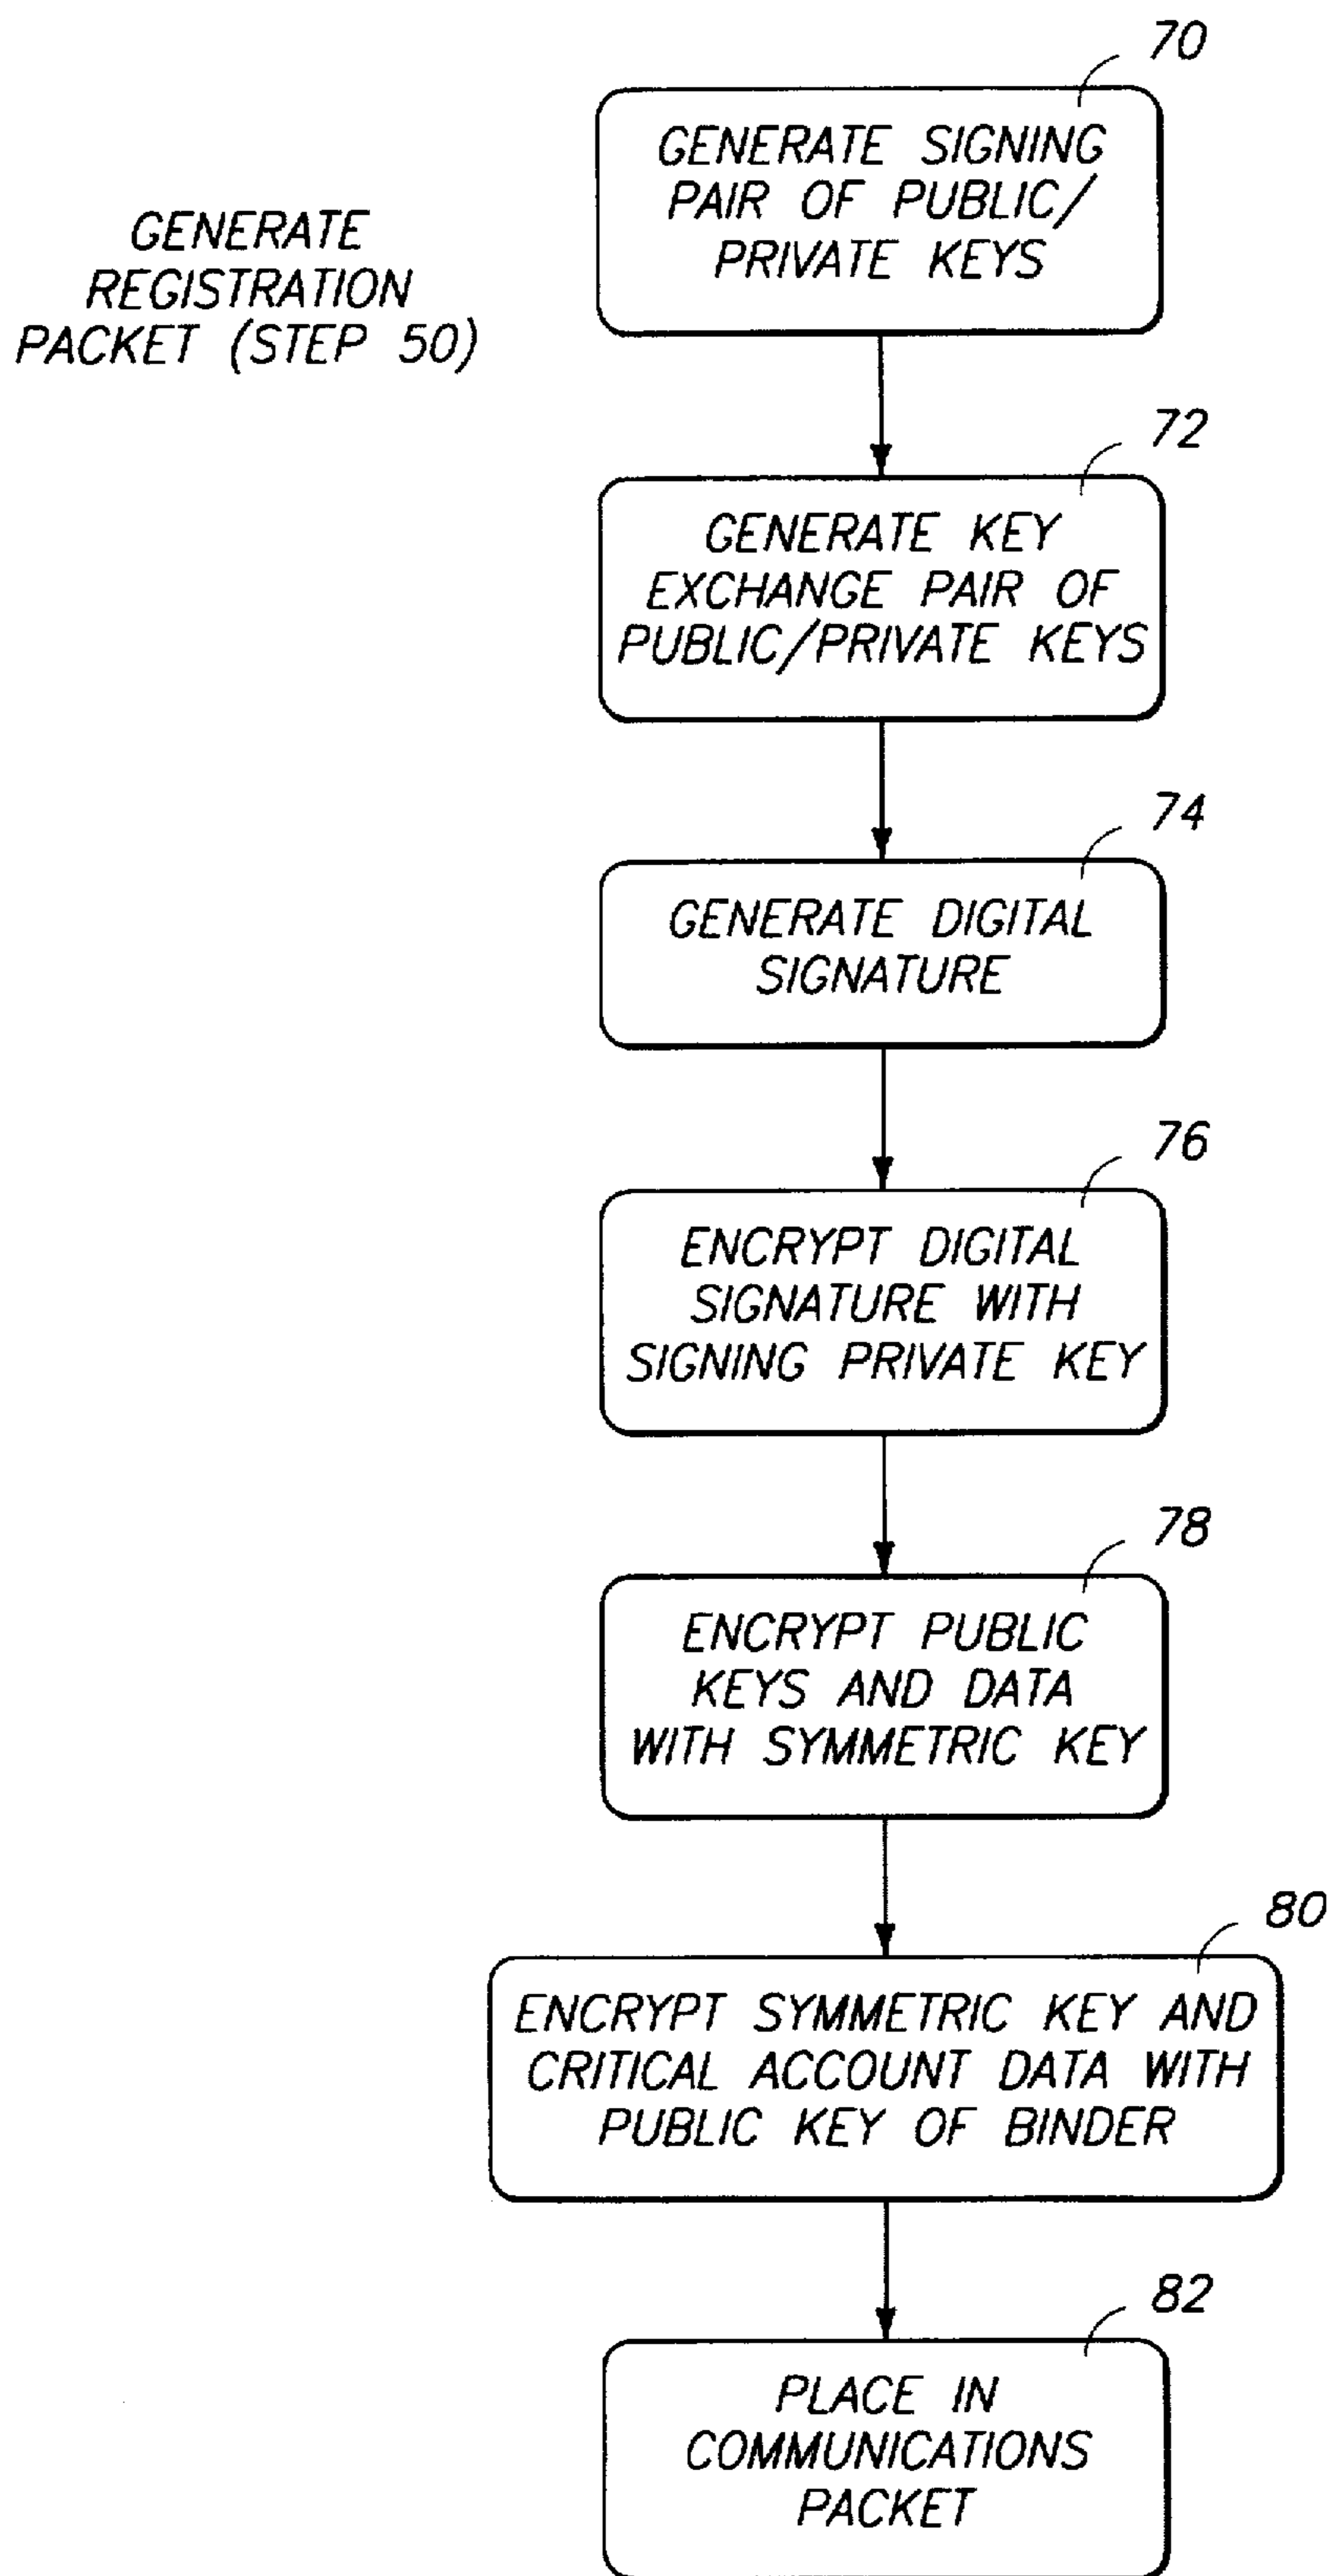 70
GENERATE SIGNING
PAIR OF PUBLIC/
PRIVATE KEYS
GENERATE
REGISTRATION
PACKET (STEP 50)
72
GENERATE KEY
EXCHANGE PAIR OF
PUBLIC/PRIVATE KEYS
74
GENERATE DIGITAL
SIGNATURE
76
ENCRYPT DIGITAL
SIGNATURE WITH
SIGNING PRIVATE KEY
78
ENCRYPT PUBLIC
KEYS AND DATA
WITH SYMMETRIC KEY
80
ENCRYPT SYMMETRIC KEY AND
CRITICAL ACCOUNT DATA WITH
PUBLIC KEY OF BINDER
82
PLACE IN
COMMUNICATIONS
PACKET